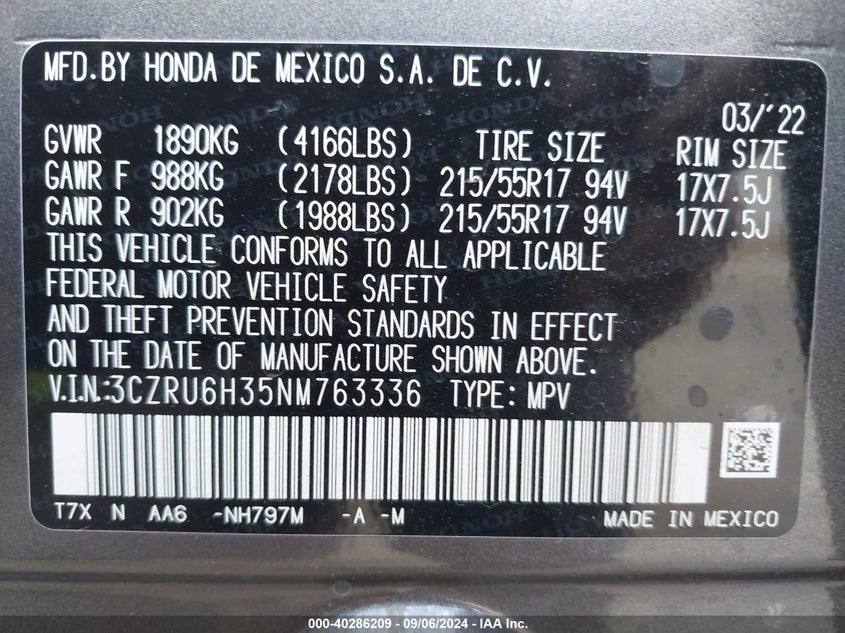 MFD.BY HONDA DE MEXICO S.A. DE C.V.
03/'22
GVWR 1890KG (4166LBS) TIRE SIZE RIM SIZE
GAWR F 988KG (2178LBS) 215/55R17 94V 17X7.5J
GAWR R 902KG (1988LBS) 215/55R17 94V 17X7.5J
THIS VEHICLE CONFORMS TO ALL APPLICABLE
FEDERAL MOTOR VEHICLE SAFETY
AND THEFT PREVENTION STANDARDS IN EFFECT
ON THE DATE OF MANUFACTURE SHOWN ABOVE.
V.I.N.:3CZRU6H35NM763336 TYPE: MPV
T7X N AA6 -NH797M -A -M MADE IN MEXICO
000-40286209 - 09/06/2024 - IAA Inc.